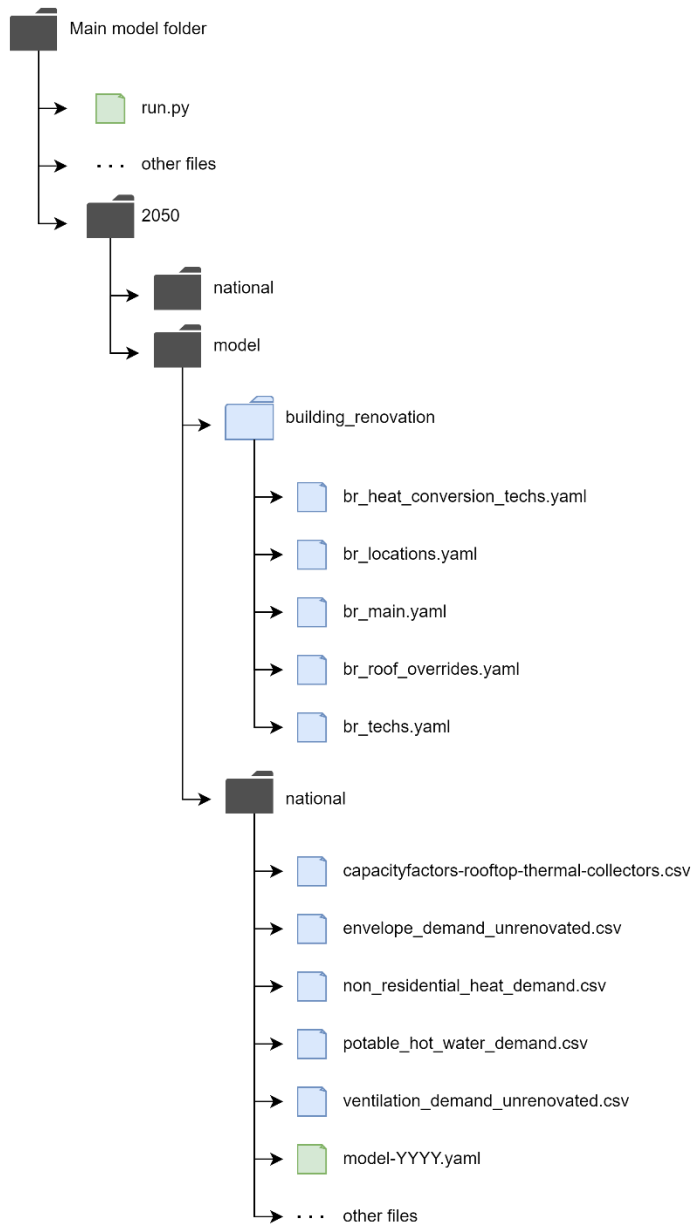 Main model folder
run.py
... other files
2050
national
model
building_renovation
br_heat_conversion_techs.yaml
br_locations.yaml
br_main.yaml
br_roof_overrides.yaml
br_techs.yaml
national
capacityfactors-rooftop-thermal-collectors.csv
envelope_demand_unrenovated.csv
non_residential_heat_demand.csv
potable_hot_water_demand.csv
ventilation_demand_unrenovated.csv
model-YYYY.yaml
... other files